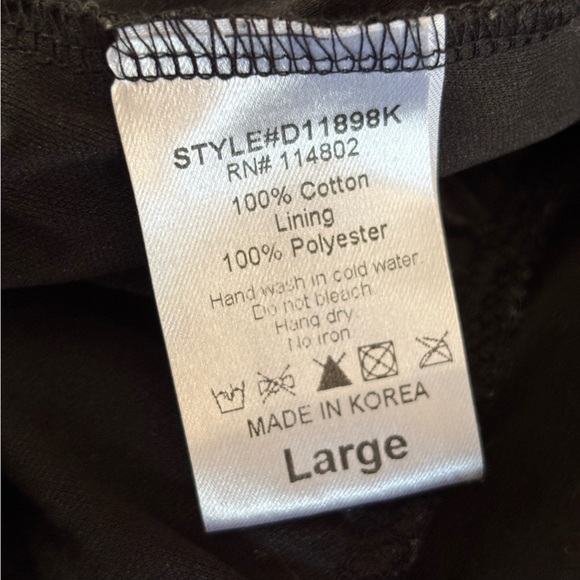 STYLE#D11898K
RN# 114802
100% Cotton
Lining
100% Polyester
Hand wash in cold water.
Do not bleach
Hang dry
No iron
MADE IN KOREA
Large